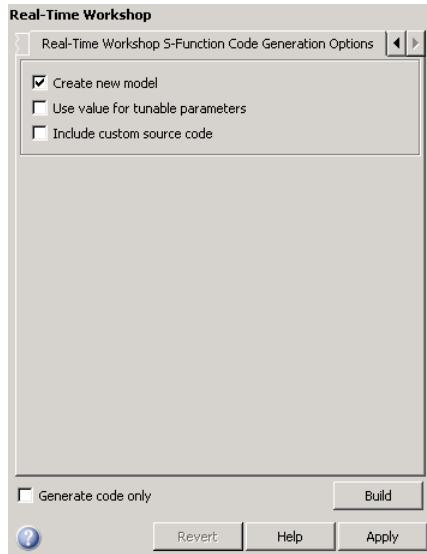 Real-Time Workshop
Real-Time Workshop S-Function Code Generation Options
Create new model
Use value for tunable parameters
Include custom source code
Generate code only
Build
Revert
Help
Apply